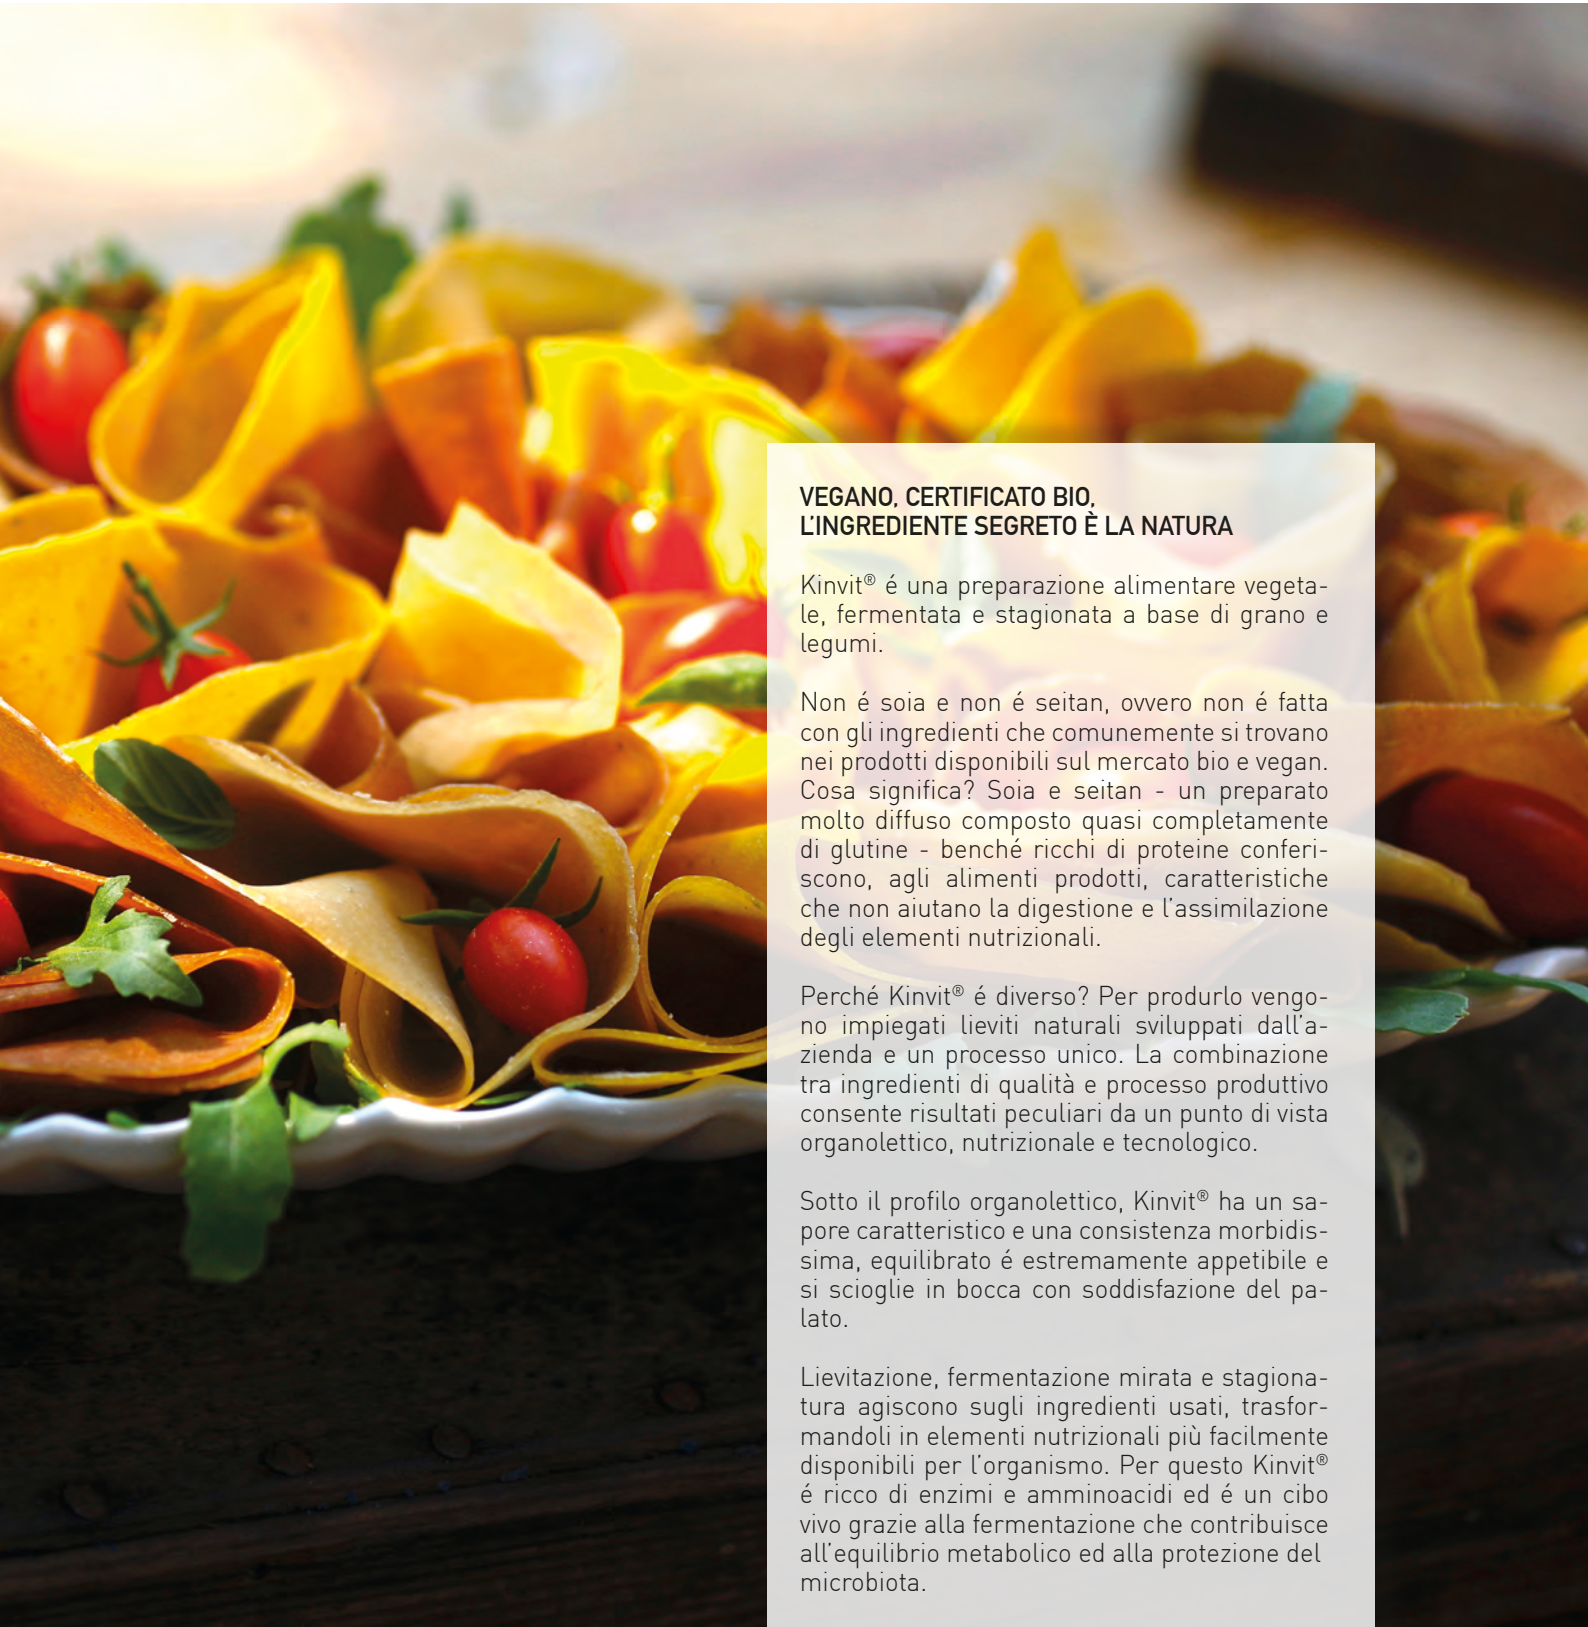 VEGANO, CERTIFICATO BIO,
L'INGREDIENTE SEGRETO È LA NATURA
Kinvit® é una preparazione alimentare vegeta-
le, fermentata e stagionata a base di grano e
legumi.
Non é soia e non é seitan, ovvero non é fatta
con gli ingredienti che comunemente si trovano
nei prodotti disponibili sul mercato bio e vegan.
Cosa significa? Soia e seitan - un preparato
molto diffuso composto quasi completamente
di glutine - benché ricchi di proteine conferi-
scono, agli alimenti prodotti, caratteristiche
che non aiutano la digestione e l'assimilazione
degli elementi nutrizionali.
Perché Kinvit® é diverso? Per produrlo vengo-
no impiegati lieviti naturali sviluppati dall'a-
zienda e un processo unico. La combinazione
tra ingredienti di qualità e processo produttivo
consente risultati peculiari da un punto di vista
organolettico, nutrizionale e tecnologico.
Sotto il profilo organolettico, Kinvit® ha un sa-
pore caratteristico e una consistenza morbidis-
sima, equilibrato é estremamente appetibile e
si scioglie in bocca con soddisfazione del pa-
lato.
Lievitazione, fermentazione mirata e stagiona-
tura agiscono sugli ingredienti usati, trasfor-
mandoli in elementi nutrizionali più facilmente
disponibili per l'organismo. Per questo Kinvit®
é ricco di enzimi e amminoacidi ed é un cibo
vivo grazie alla fermentazione che contribuisce
all'equilibrio metabolico ed alla protezione del
microbiota.